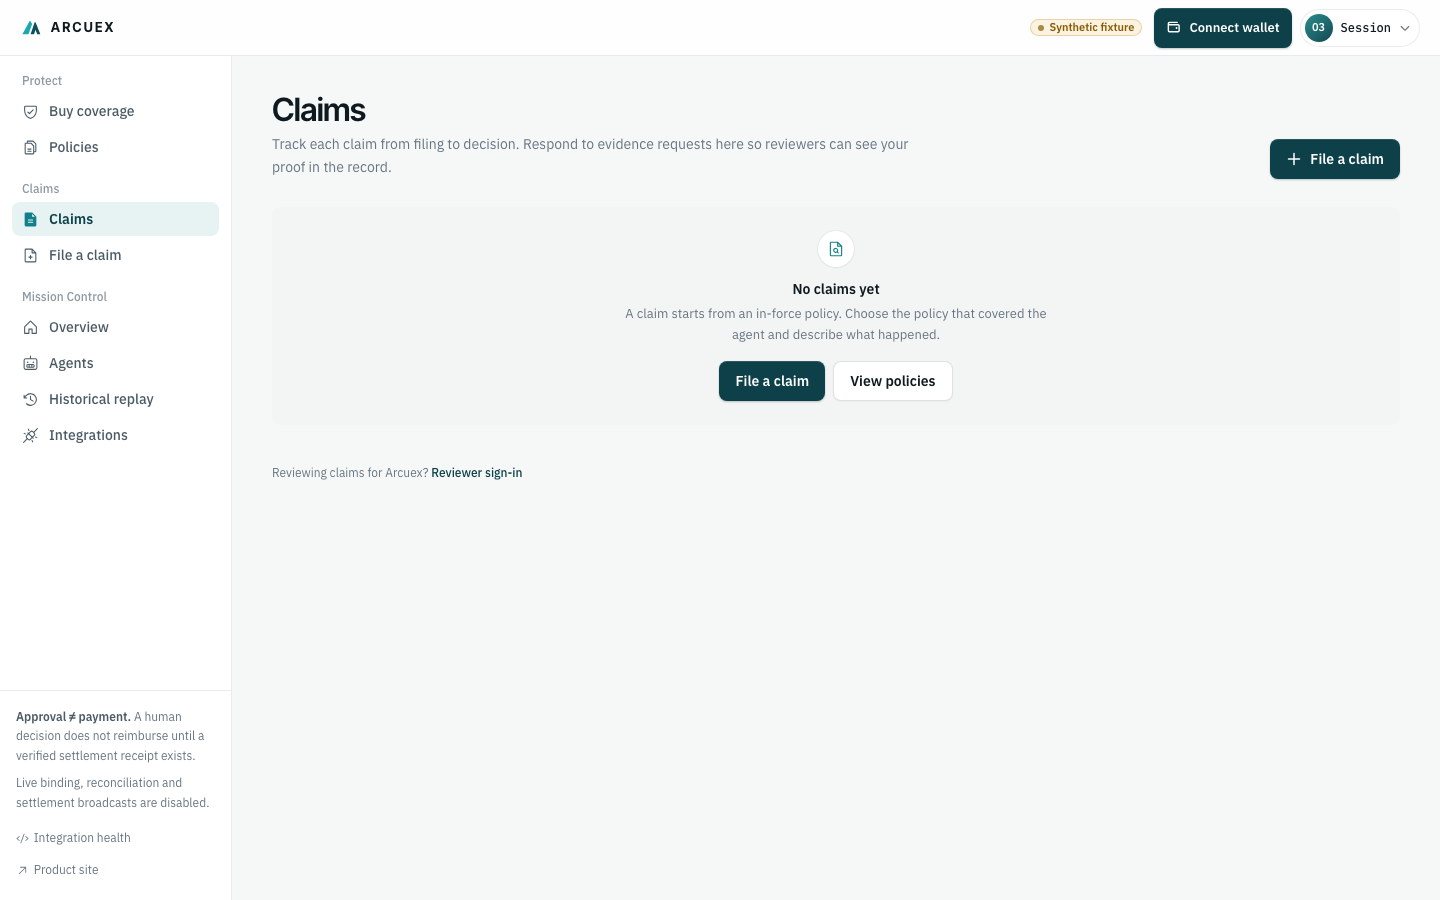 ARCUEX
Synthetic fixture
Connect wallet
03
Session
Protect
Buy coverage
Policies
Claims
Claims
File a claim
Mission Control
Overview
Agents
Historical replay
Integrations
Approval ≠ payment. A human
decision does not reimburse until a
verified settlement receipt exists.
Live binding, reconciliation and
settlement broadcasts are disabled.
Integration health
Product site
Claims
Track each claim from filing to decision. Respond to evidence requests here so reviewers can see your
proof in the record.
File a claim
No claims yet
A claim starts from an in-force policy. Choose the policy that covered the
agent and describe what happened.
File a claim
View policies
Reviewing claims for Arcuex? Reviewer sign-in